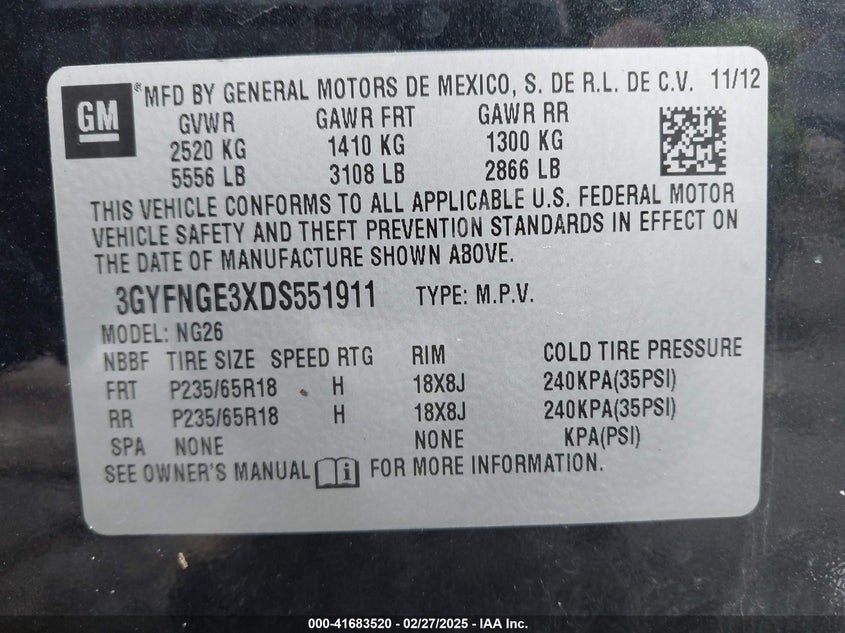 GM ® MFD BY GENERAL MOTORS DE MEXICO, S. DE R.L. DE C.V. 11/12
GVWR GAWR FRT GAWR RR
2520 KG 1410 KG 1300 KG
5556 LB 3108 LB 2866 LB
THIS VEHICLE CONFORMS TO ALL APPLICABLE U.S. FEDERAL MOTOR
VEHICLE SAFETY AND THEFT PREVENTION STANDARDS IN EFFECT ON
THE DATE OF MANUFACTURE SHOWN ABOVE.
3GYFNGE3XDS551911 TYPE: M.P.V.
MODEL: NG26
NBBF TIRE SIZE SPEED RTG RIM COLD TIRE PRESSURE
FRT P235/65R18 H 18X8J 240KPA(35PSI)
RR P235/65R18 H 18X8J 240KPA(35PSI)
SPA NONE NONE KPA(PSI)
SEE OWNER'S MANUAL i FOR MORE INFORMATION.
000-41683520 - 02/27/2025 - IAA Inc.